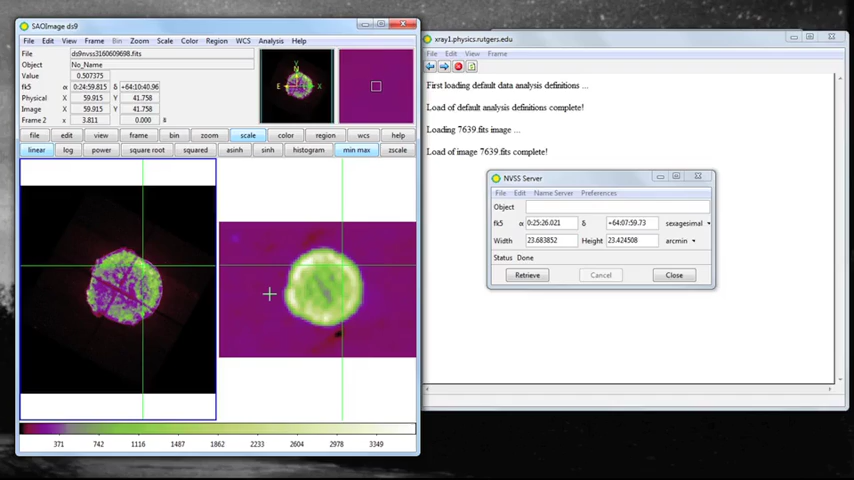 SAOImage ds9
File Edit View Frame Bin Zoom Scale Color Region WCS Analysis Help
File ds9nvss3160609698.fits
Object No_Name
Value 0.507375
fk5 α 0:24:59.815 δ +64:10:40.96
Physical X 59.915 Y 41.758
Image X 59.915 Y 41.758
Frame 2 x 3.811 0.000 °
N
Y
E X
file edit view frame bin zoom scale color region wcs help
linear log power square root squared asinh sinh histogram min max zscale
371 742 1116 1487 1862 2233 2604 2978 3349
xray1.physics.rutgers.edu
File Edit View Frame
First loading default data analysis definitions ...
Load of default analysis definitions complete!
Loading 7639.fits image ...
Load of image 7639.fits complete!
NVSS Server
File Edit Name Server Preferences
Object
fk5 α 0:25:26.021 δ +64:07:59.73 sexagesimal
Width 23.683852 Height 23.424508 arcmin
Status Done
Retrieve Cancel Close